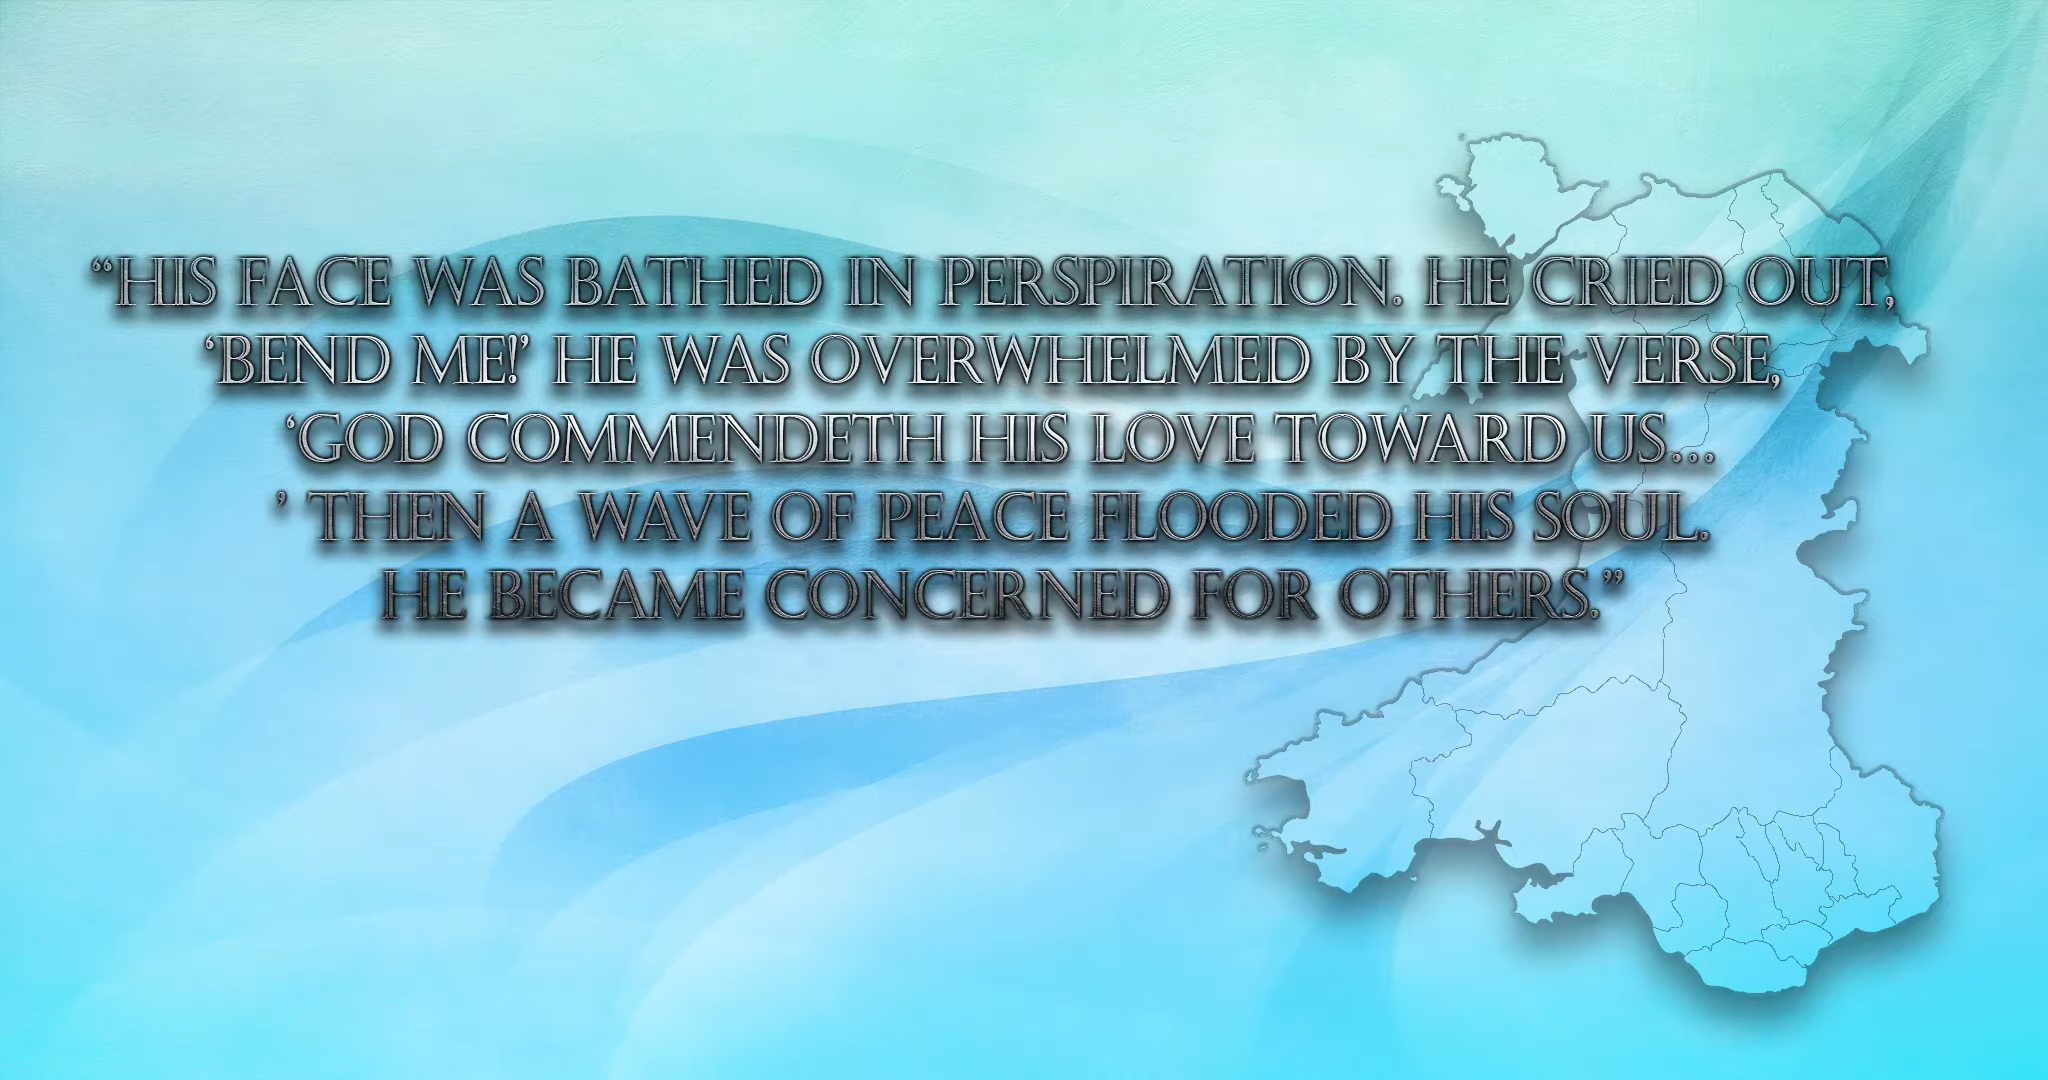 “HIS FACE WAS BATHED IN PERSPIRATION. HE CRIED OUT,
‘BEND ME!’ HE WAS OVERWHELMED BY THE VERSE,
‘GOD COMMENDETH HIS LOVE TOWARD US...
’ THEN A WAVE OF PEACE FLOODED HIS SOUL.
HE BECAME CONCERNED FOR OTHERS.”